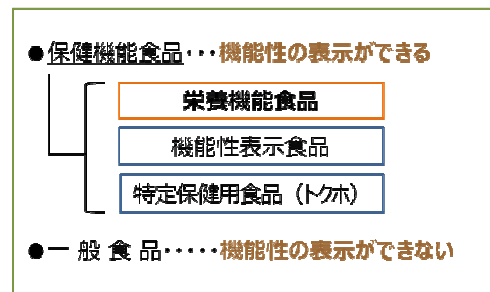 ●保健機能食品･･･機能性の表示ができる
栄養機能食品
機能性表示食品
特定保健用食品（トクホ）
●一 般 食 品･････機能性の表示ができない